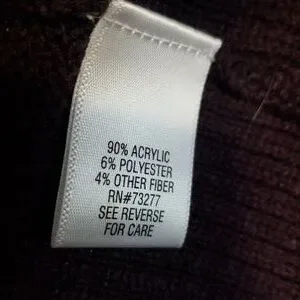 90% ACRYLIC
6% POLYESTER
4% OTHER FIBER
RN#73277
SEE REVERSE
FOR CARE